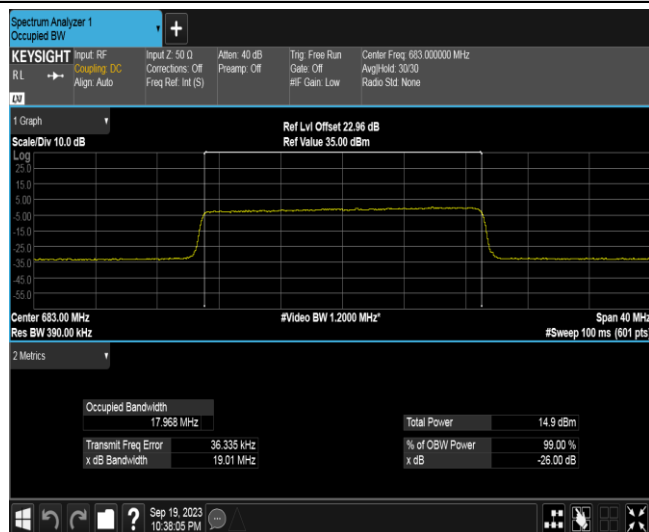 Spectrum Analyzer 1
Occupied BW
+
KEYSIGHT Input: RF Input Z: 50 Ω Atten: 40 dB Trig: Free Run Center Freq: 683.000000 MHz
RL Coupling: DC Corrections: Off Preamp: Off Gate: Off Avg|Hold: 30/30
Align: Auto Freq Ref: Int (S) #IF Gain: Low Radio Std: None
LXI
1 Graph
Ref Lvl Offset 22.96 dB
Scale/Div 10.0 dB Ref Value 35.00 dBm
Log
25.0
15.0
5.00
-5.00
-15.0
-25.0
-35.0
-45.0
-55.0
Center 683.00 MHz #Video BW 1.2000 MHz* Span 40 MHz
Res BW 390.00 kHz #Sweep 100 ms (601 pts)
2 Metrics
Occupied Bandwidth
17.968 MHz Total Power 14.9 dBm
Transmit Freq Error 36.335 kHz % of OBW Power 99.00 %
x dB Bandwidth 19.01 MHz x dB -26.00 dB
? Sep 19, 2023
10:38:05 PM